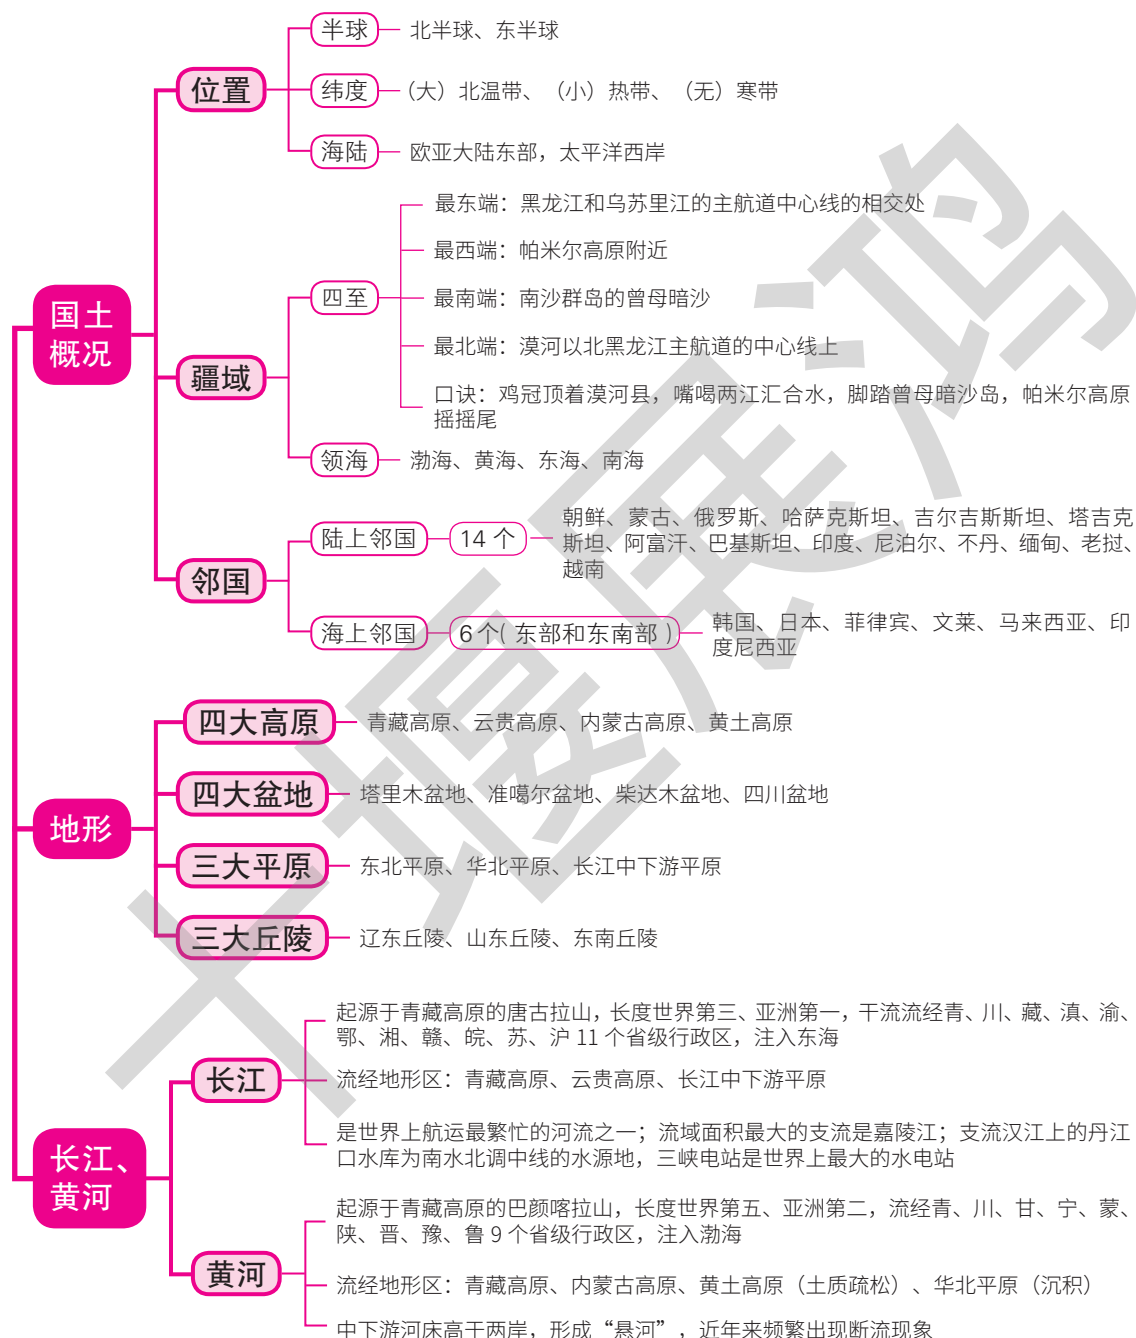 国土
概况
位置
半球
北半球、东半球
纬度
（大）北温带、（小）热带、（无）寒带
海陆
欧亚大陆东部，太平洋西岸
疆域
四至
最东端：黑龙江和乌苏里江的主航道中心线的相交处
最西端：帕米尔高原附近
最南端：南沙群岛的曾母暗沙
最北端：漠河以北黑龙江主航道的中心线上
口诀：鸡冠顶着漠河县，嘴喝两江汇合水，脚踏曾母暗沙岛，帕米尔高原
摇摇尾
领海
渤海、黄海、东海、南海
邻国
陆上邻国
14 个
朝鲜、蒙古、俄罗斯、哈萨克斯坦、吉尔吉斯斯坦、塔吉克
斯坦、阿富汗、巴基斯坦、印度、尼泊尔、不丹、缅甸、老挝、
越南
海上邻国
6个（东部和东南部）
韩国、日本、菲律宾、文莱、马来西亚、印
度尼西亚
地形
四大高原
青藏高原、云贵高原、内蒙古高原、黄土高原
四大盆地
塔里木盆地、准噶尔盆地、柴达木盆地、四川盆地
三大平原
东北平原、华北平原、长江中下游平原
三大丘陵
辽东丘陵、山东丘陵、东南丘陵
长江、
黄河
长江
起源于青藏高原的唐古拉山，长度世界第三、亚洲第一，干流流经青、川、藏、滇、渝、
鄂、湘、赣、皖、苏、沪 11 个省级行政区，注入东海
流经地形区：青藏高原、云贵高原、长江中下游平原
是世界上航运最繁忙的河流之一；流域面积最大的支流是嘉陵江；支流汉江上的丹江
口水库为南水北调中线的水源地，三峡电站是世界上最大的水电站
黄河
起源于青藏高原的巴颜喀拉山，长度世界第五、亚洲第二，流经青、川、甘、宁、蒙、
陕、晋、豫、鲁 9 个省级行政区，注入渤海
流经地形区：青藏高原、内蒙古高原、黄土高原（土质疏松）、华北平原（沉积）
中下游河床高于两岸，形成“悬河”，近年来频繁出现断流现象
十堰展鸿